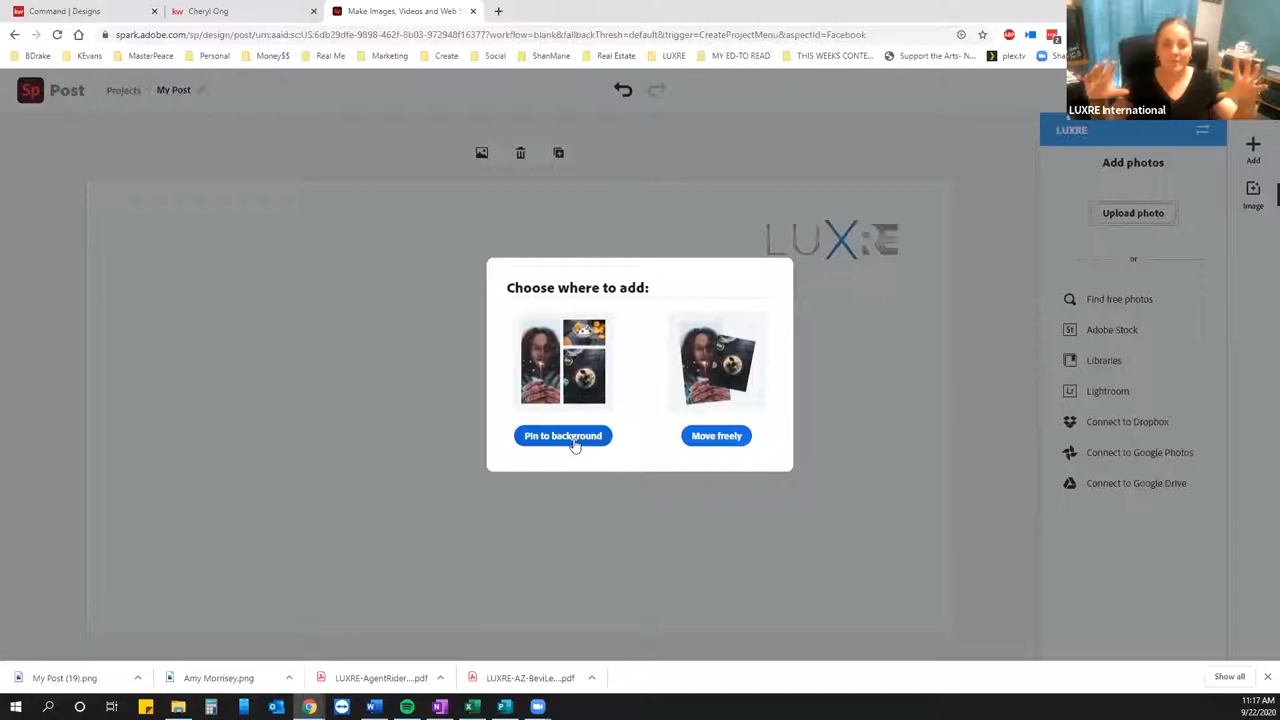 Command | Designs
Cheryl Ong
Make Images, Videos and Web S
spark.adobe.com/sp/design/post/urn:aaid:sc:US:6db29dfe-9898-462f-8b03-972948f16377?workflow=blank&fallbackThresh=default&trigger=CreateProjectMenu&aspectId=Facebook
BDrake KEvans MasterPeace Personal Money$$ Real Me Marketing Create Social ShanMarie Real Estate LUXRE MY ED-TO READ THIS WEEKS CONTE... Support the Arts- N... plex.tv
LUXRE International
Sp Post Projects My Post
LUXRE
Add photos
Add
Image
Upload photo
or
Find free photos
St Adobe Stock
Libraries
Lr Lightroom
Connect to Dropbox
Connect to Google Photos
Connect to Google Drive
LUXRE
Choose where to add:
Pin to background
Move freely
My Post (19).png
Amy Morrisey.png
LUXRE-AgentRider....pdf
LUXRE-AZ-BeviLe....pdf
Show all
11:17 AM
9/22/2020